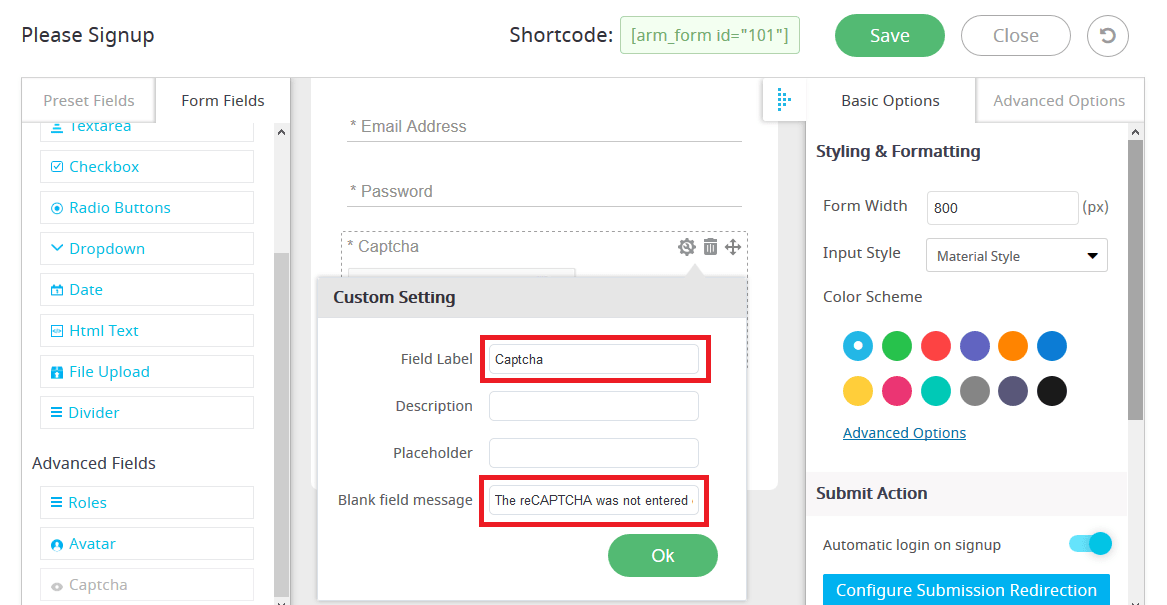 Please Signup
Shortcode: [arm_form id="101"]
Save
Close
Preset Fields
Form Fields
Textarea
Checkbox
Radio Buttons
Dropdown
Date
Html Text
File Upload
Divider
Advanced Fields
Roles
Avatar
Captcha
* Email Address
* Password
* Captcha
Custom Setting
Field Label
Captcha
Description
Placeholder
Blank field message
The reCAPTCHA was not entered
Ok
Basic Options
Advanced Options
Styling & Formatting
Form Width
800
(px)
Input Style
Material Style
Color Scheme
Advanced Options
Submit Action
Automatic login on signup
Configure Submission Redirection